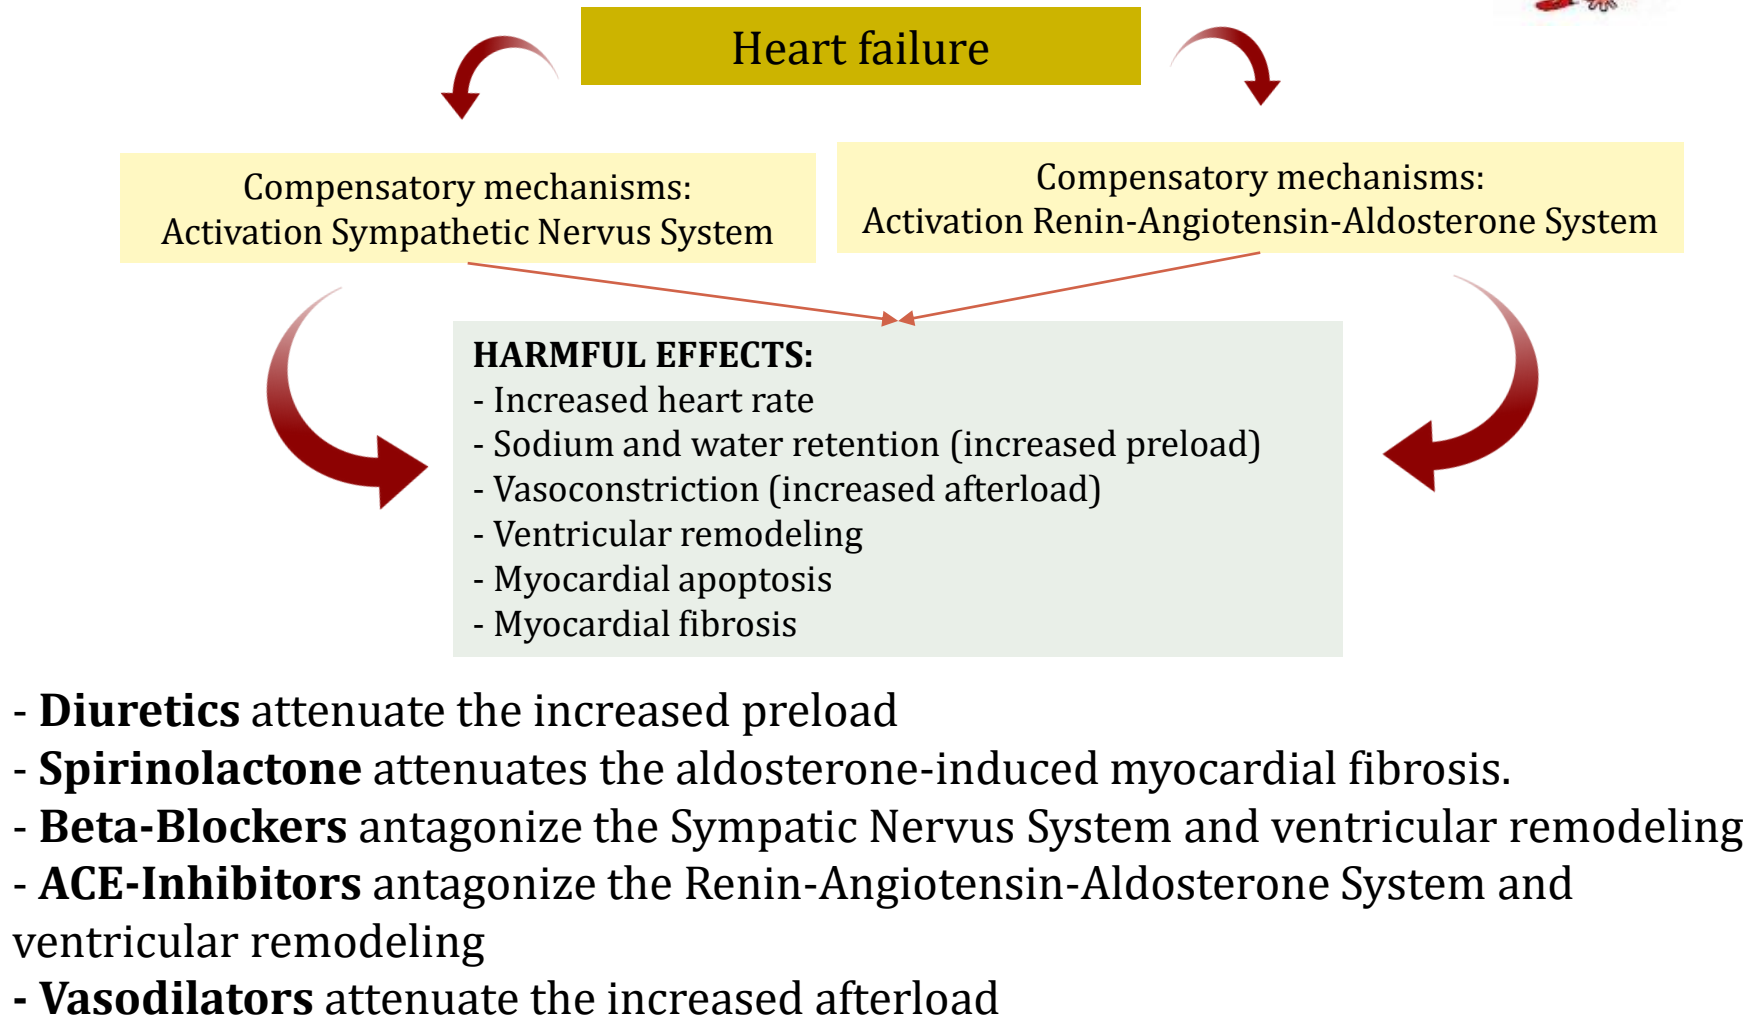 Heart failure
Compensatory mechanisms:
Activation Sympathetic Nervus System
Compensatory mechanisms:
Activation Renin-Angiotensin-Aldosterone System
HARMFUL EFFECTS:
- Increased heart rate
- Sodium and water retention (increased preload)
- Vasoconstriction (increased afterload)
- Ventricular remodeling
- Myocardial apoptosis
- Myocardial fibrosis
- Diuretics attenuate the increased preload
- Spirinolactone attenuates the aldosterone-induced myocardial fibrosis.
- Beta-Blockers antagonize the Sympatic Nervus System and ventricular remodeling
- ACE-Inhibitors antagonize the Renin-Angiotensin-Aldosterone System and
ventricular remodeling
- Vasodilators attenuate the increased afterload